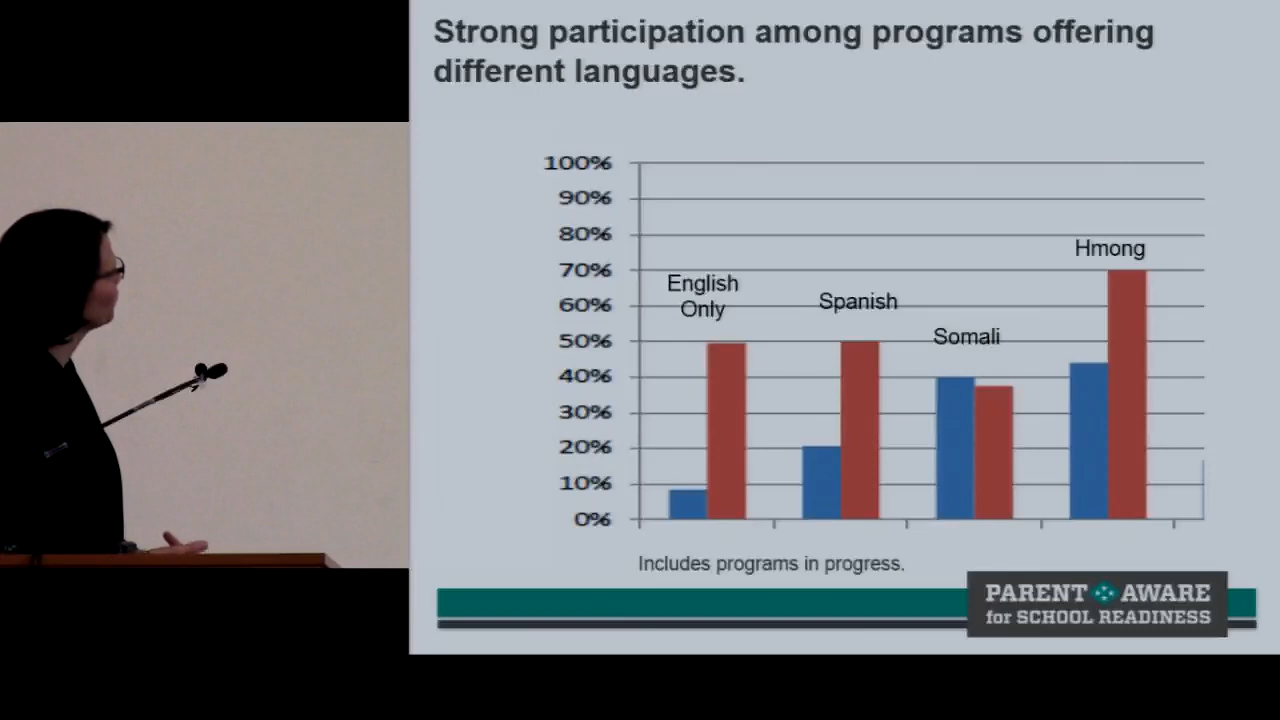 Strong participation among programs offering
different languages.
100%
90%
80%
70%
60%
50%
40%
30%
20%
10%
0%
English
Only
Spanish
Somali
Hmong
Includes programs in progress.
PARENT AWARE
for SCHOOL READINESS